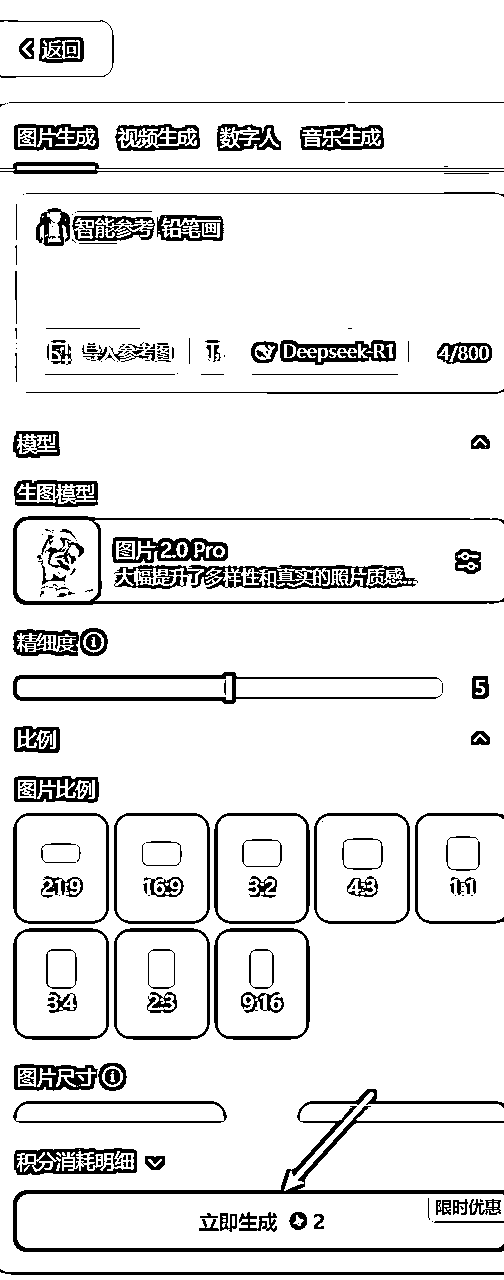 返回
图片生成 视频生成 数字人 音乐生成
智能参考 铅笔画
导入参考图 Deepseek-R1 4/800
模型
生图模型
图片 2.0 Pro
大幅提升了多样性和真实的照片质感...
精细度
5
比例
图片比例
21:9 16:9 3:2 4:3 1:1
3:4 2:3 9:16
图片尺寸
积分消耗明细
限时优惠
立即生成 2